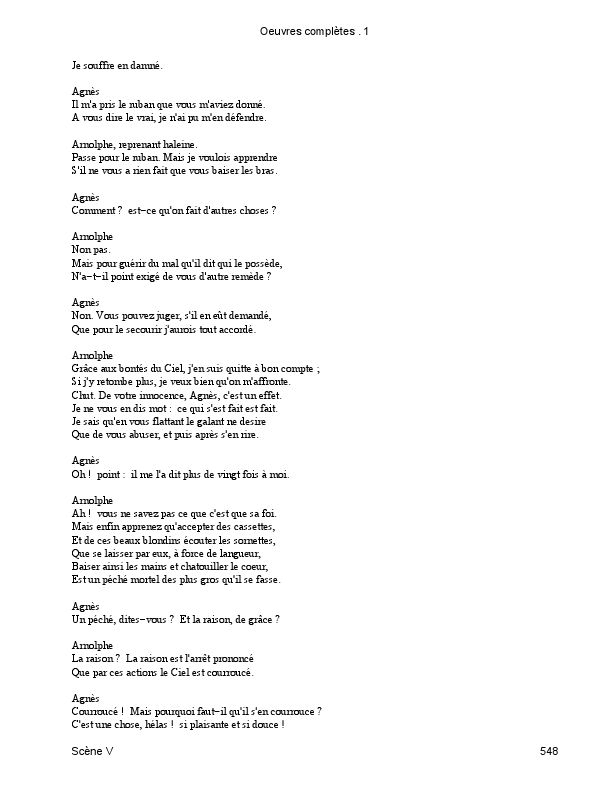 Oeuvres complètes . 1
Je souffre en damné.
Agnès
Il m'a pris le ruban que vous m'aviez donné.
A vous dire le vrai, je n'ai pu m'en défendre.
Arnolphe, reprenant haleine.
Passe pour le ruban. Mais je voulois apprendre
S'il ne vous a rien fait que vous baiser les bras.
Agnès
Comment ? est-ce qu'on fait d'autres choses ?
Arnolphe
Non pas.
Mais pour guérir du mal qu'il dit qui le possède,
N'a-t-il point exigé de vous d'autre remède ?
Agnès
Non. Vous pouvez juger, s'il en eût demandé,
Que pour le secourir j'aurois tout accordé.
Arnolphe
Grâce aux bontés du Ciel, j'en suis quitte à bon compte ;
Si j'y retombe plus, je veux bien qu'on m'affronte.
Chut. De votre innocence, Agnès, c'est un effet.
Je ne vous en dis mot : ce qui s'est fait est fait.
Je sais qu'en vous flattant le galant ne desire
Que de vous abuser, et puis après s'en rire.
Agnès
Oh ! point : il me l'a dit plus de vingt fois à moi.
Arnolphe
Ah ! vous ne savez pas ce que c'est que sa foi.
Mais enfin apprenez qu'accepter des cassettes,
Et de ces beaux blondins écouter les sornettes,
Que se laisser par eux, à force de langueur,
Baiser ainsi les mains et chatouiller le coeur,
Est un péché mortel des plus gros qu'il se fasse.
Agnès
Un péché, dites-vous ? Et la raison, de grâce ?
Arnolphe
La raison ? La raison est l'arrêt prononcé
Que par ces actions le Ciel est courroucé.
Agnès
Courroucé ! Mais pourquoi faut-il qu'il s'en courrouce ?
C'est une chose, hélas ! si plaisante et si douce !
Scène V
548